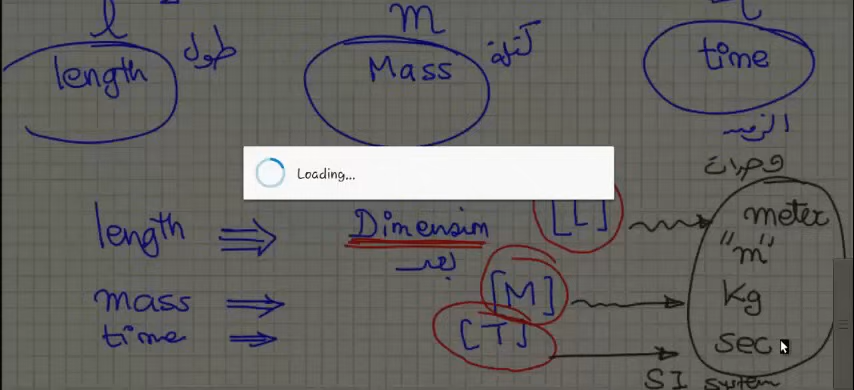 l m t
length طول Mass كتلة time
الزمن
وحدات
Loading...
length ⇒ Dimension [L] meter
بعد "m"
mass ⇒ [M] Kg
time ⇒ [T] sec
SI system